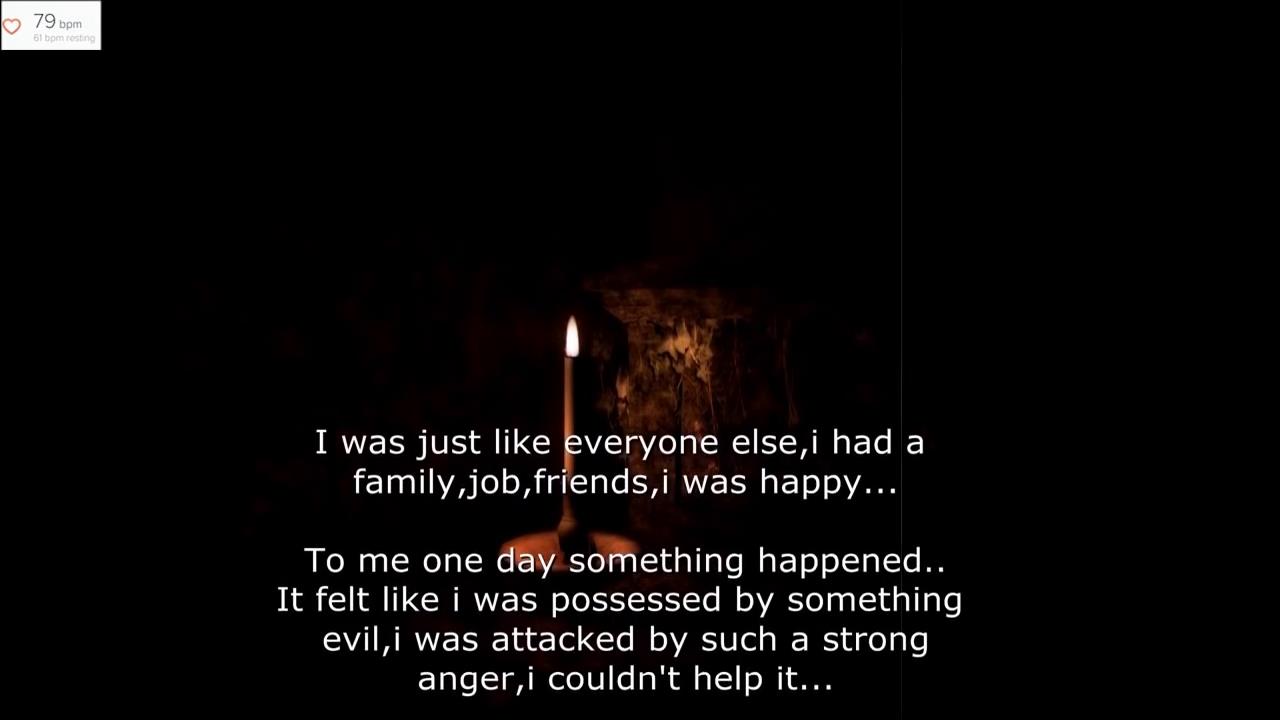 79 bpm
61 bpm resting
I was just like everyone else,i had a
family,job,friends,i was happy...
To me one day something happened..
It felt like i was possessed by something
evil,i was attacked by such a strong
anger,i couldn't help it...